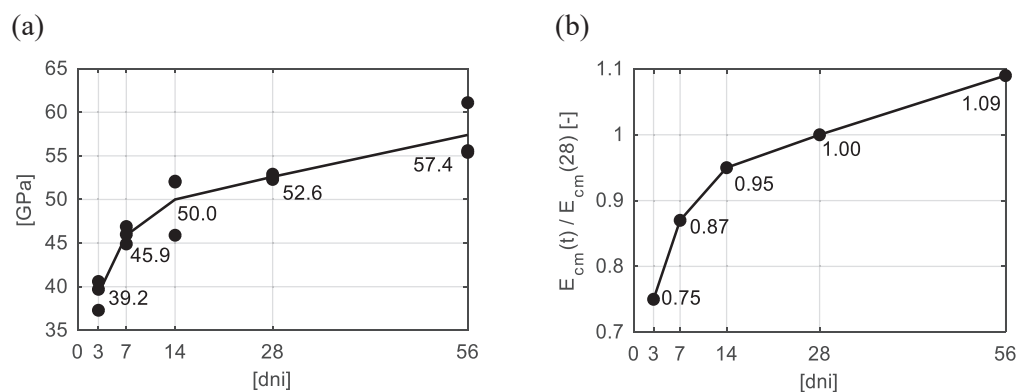 (a)
65
60
55
50
45
40
35
[GPa]
39.2
45.9
50.0
52.6
57.4
0 3 7 14 28 56
[dni]
(b)
1.1
1
0.9
0.8
0.7
E_cm(t) / E_cm(28) [-]
0.75
0.87
0.95
1.00
1.09
0 3 7 14 28 56
[dni]